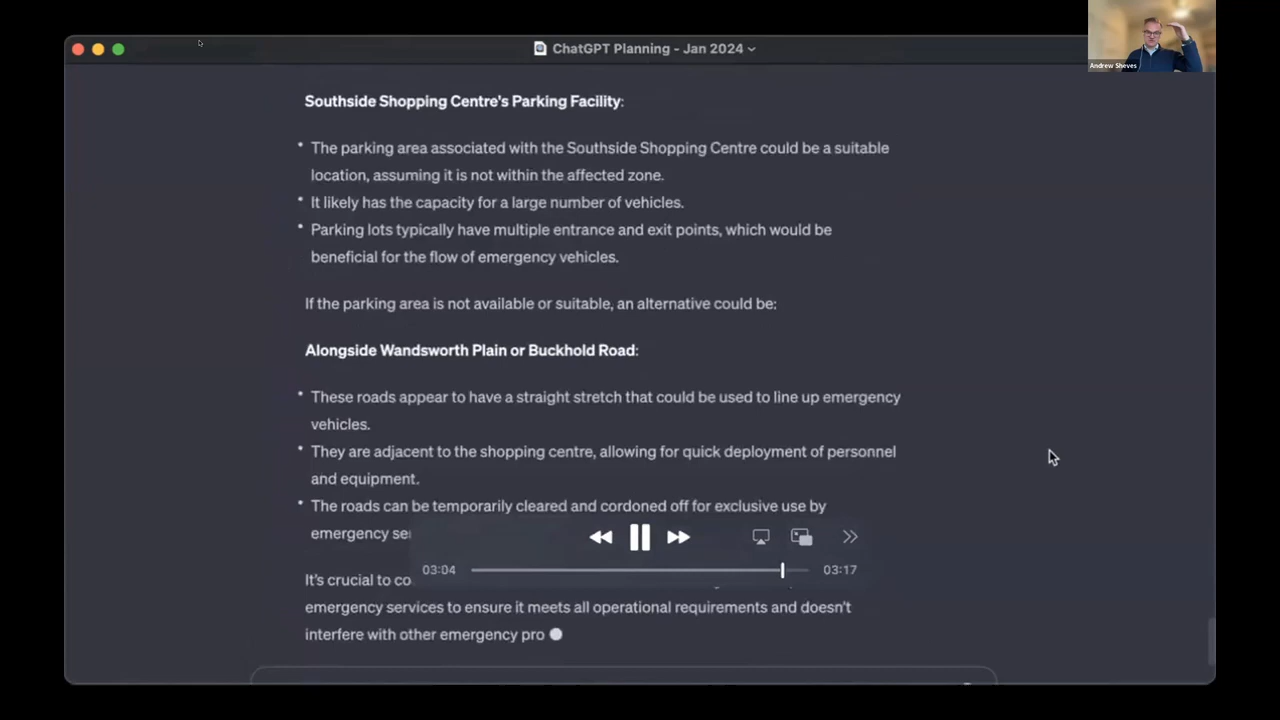 ChatGPT Planning - Jan 2024
Andrew Sheves
Southside Shopping Centre's Parking Facility:
• The parking area associated with the Southside Shopping Centre could be a suitable
location, assuming it is not within the affected zone.
• It likely has the capacity for a large number of vehicles.
• Parking lots typically have multiple entrance and exit points, which would be
beneficial for the flow of emergency vehicles.
If the parking area is not available or suitable, an alternative could be:
Alongside Wandsworth Plain or Buckhold Road:
• These roads appear to have a straight stretch that could be used to line up emergency
vehicles.
• They are adjacent to the shopping centre, allowing for quick deployment of personnel
and equipment.
• The roads can be temporarily cleared and cordoned off for exclusive use by
emergency se
03:04
03:17
It's crucial to co
emergency services to ensure it meets all operational requirements and doesn't
interfere with other emergency pro